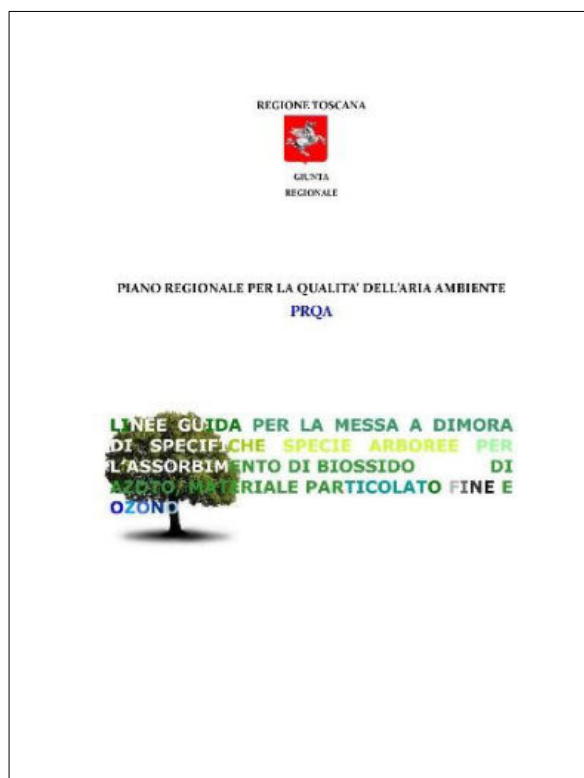 REGIONE TOSCANA
GIUNTA
REGIONALE
PIANO REGIONALE PER LA QUALITA' DELL'ARIA AMBIENTE
PRQA
LINEE GUIDA PER LA MESSA A DIMORA
DI SPECIFICHE SPECIE ARBOREE PER
L'ASSORBIMENTO DI BIOSSIDO DI
AZOTO, MATERIALE PARTICOLATO FINE E
OZONO